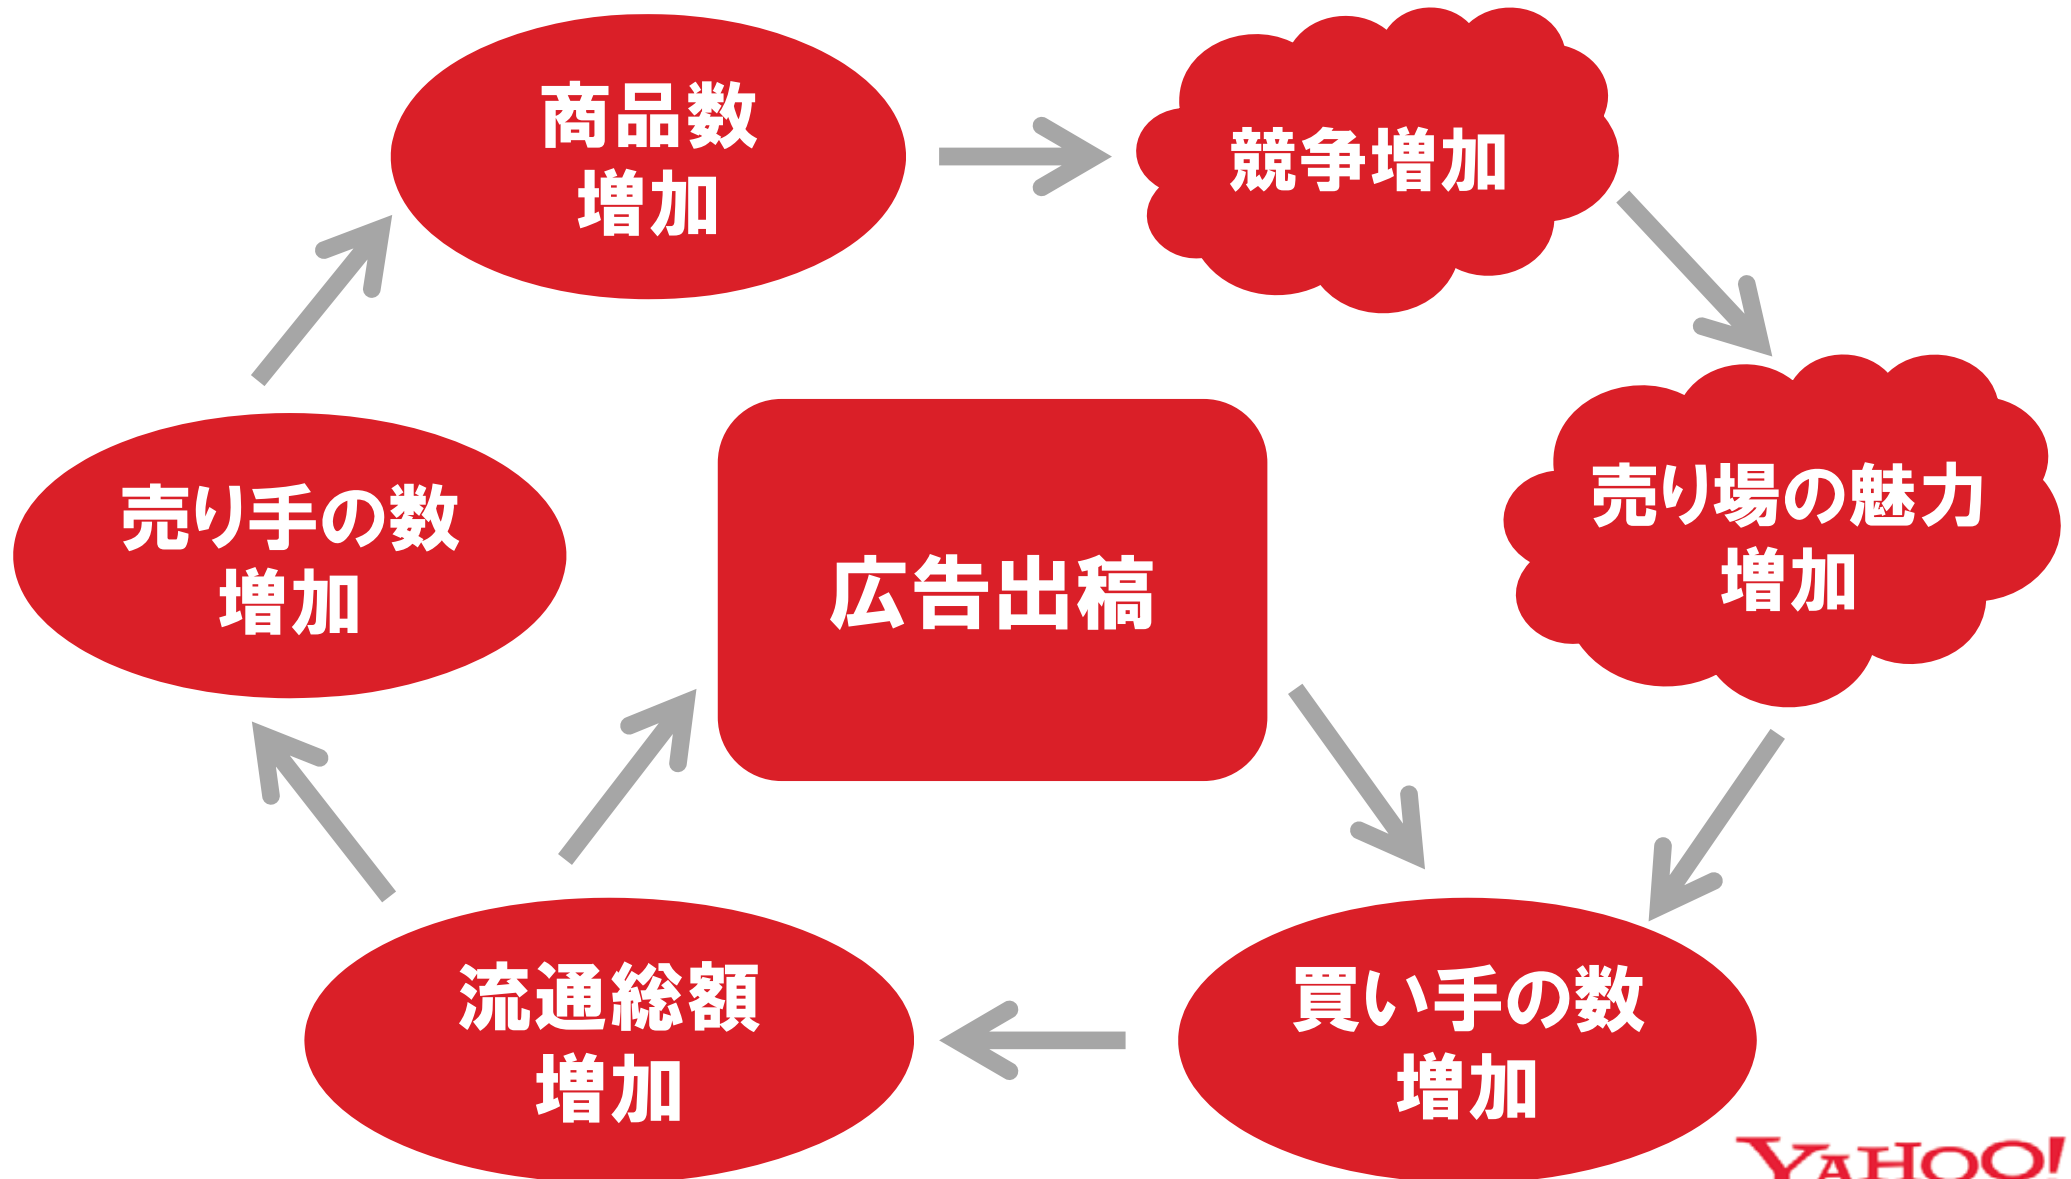 商品数
増加
競争増加
売り手の数
増加
広告出稿
売り場の魅力
増加
流通総額
増加
買い手の数
増加
YAHOO!